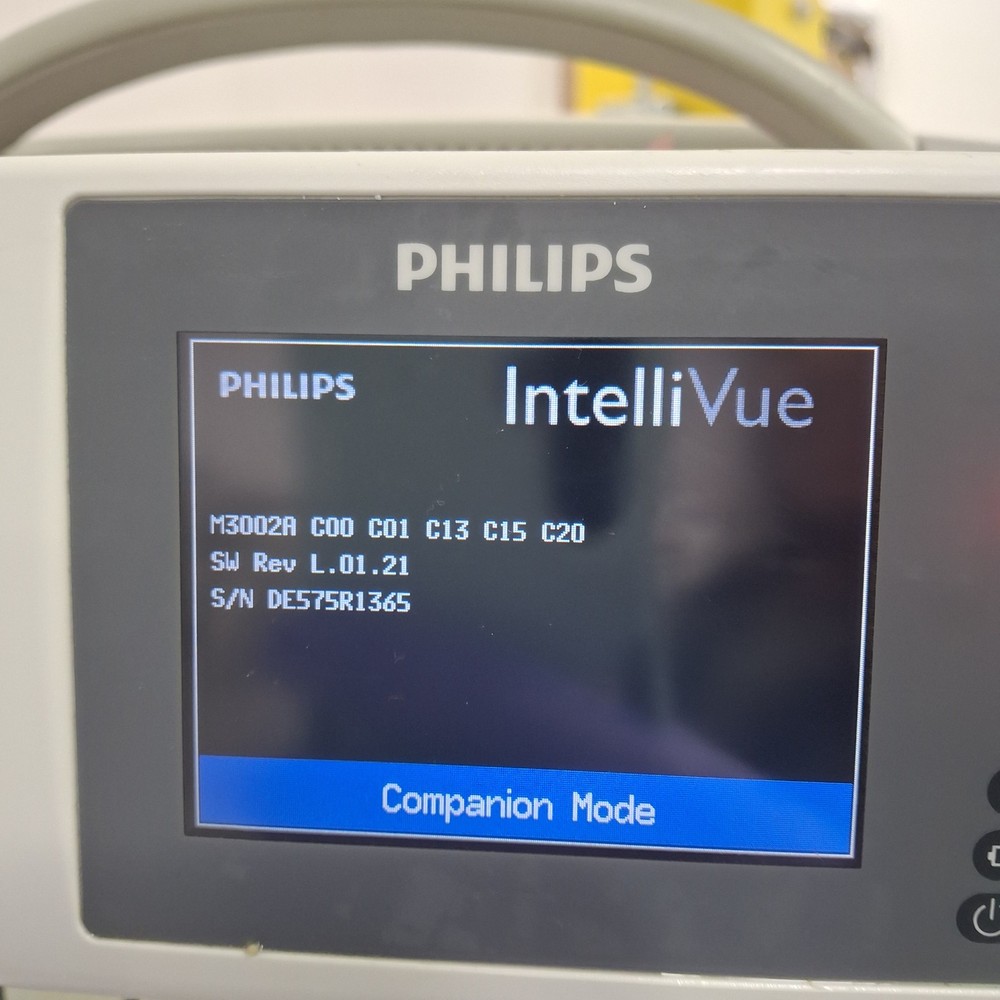 PHILIPS
PHILIPS IntelliVue
M3002A C00 C01 C13 C15 C20
SW Rev L.01.21
S/N DE575R1365
Companion Mode